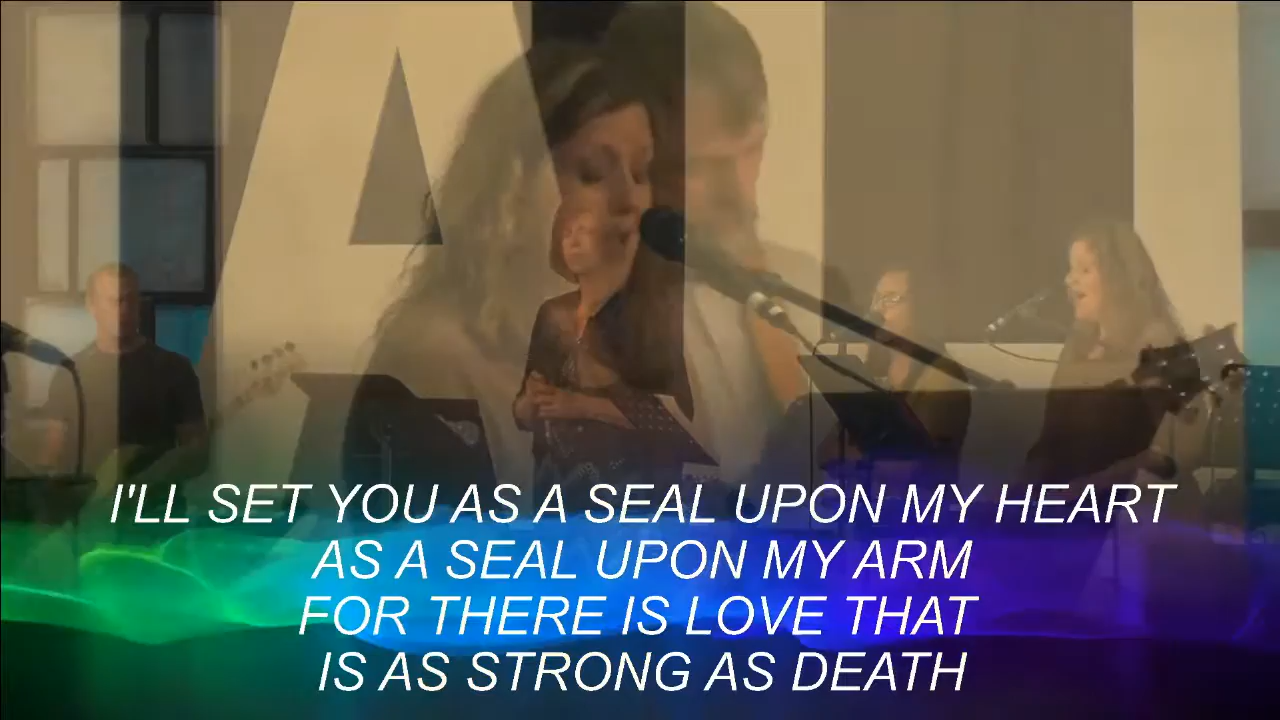 I'LL SET YOU AS A SEAL UPON MY HEART
AS A SEAL UPON MY ARM
FOR THERE IS LOVE THAT
IS AS STRONG AS DEATH